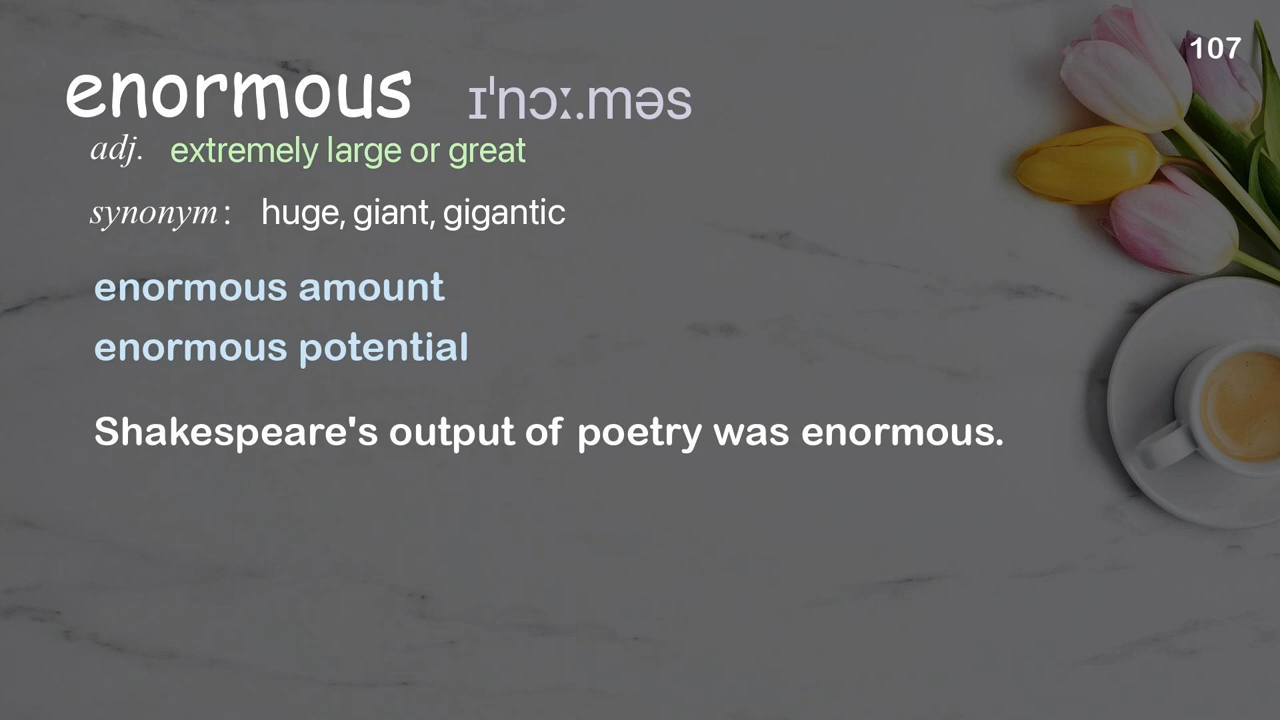 107
enormous ɪˈnɔː.məs
adj. extremely large or great
synonym: huge, giant, gigantic
enormous amount
enormous potential
Shakespeare's output of poetry was enormous.